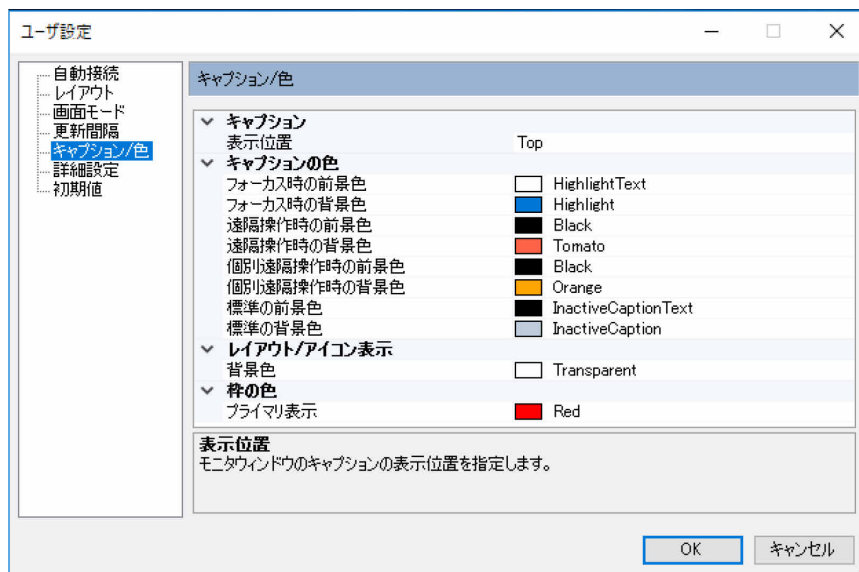 ユーザ設定
自動接続
レイアウト
画面モード
更新間隔
キャプション/色
詳細設定
初期値
キャプション/色
キャプション
表示位置 Top
キャプションの色
フォーカス時の前景色 HighlightText
フォーカス時の背景色 Highlight
遠隔操作時の前景色 Black
遠隔操作時の背景色 Tomato
個別遠隔操作時の前景色 Black
個別遠隔操作時の背景色 Orange
標準の前景色 InactiveCaptionText
標準の背景色 InactiveCaption
レイアウト/アイコン表示
背景色 Transparent
枠の色
プライマリ表示 Red
表示位置
モニタウィンドウのキャプションの表示位置を指定します。
OK キャンセル